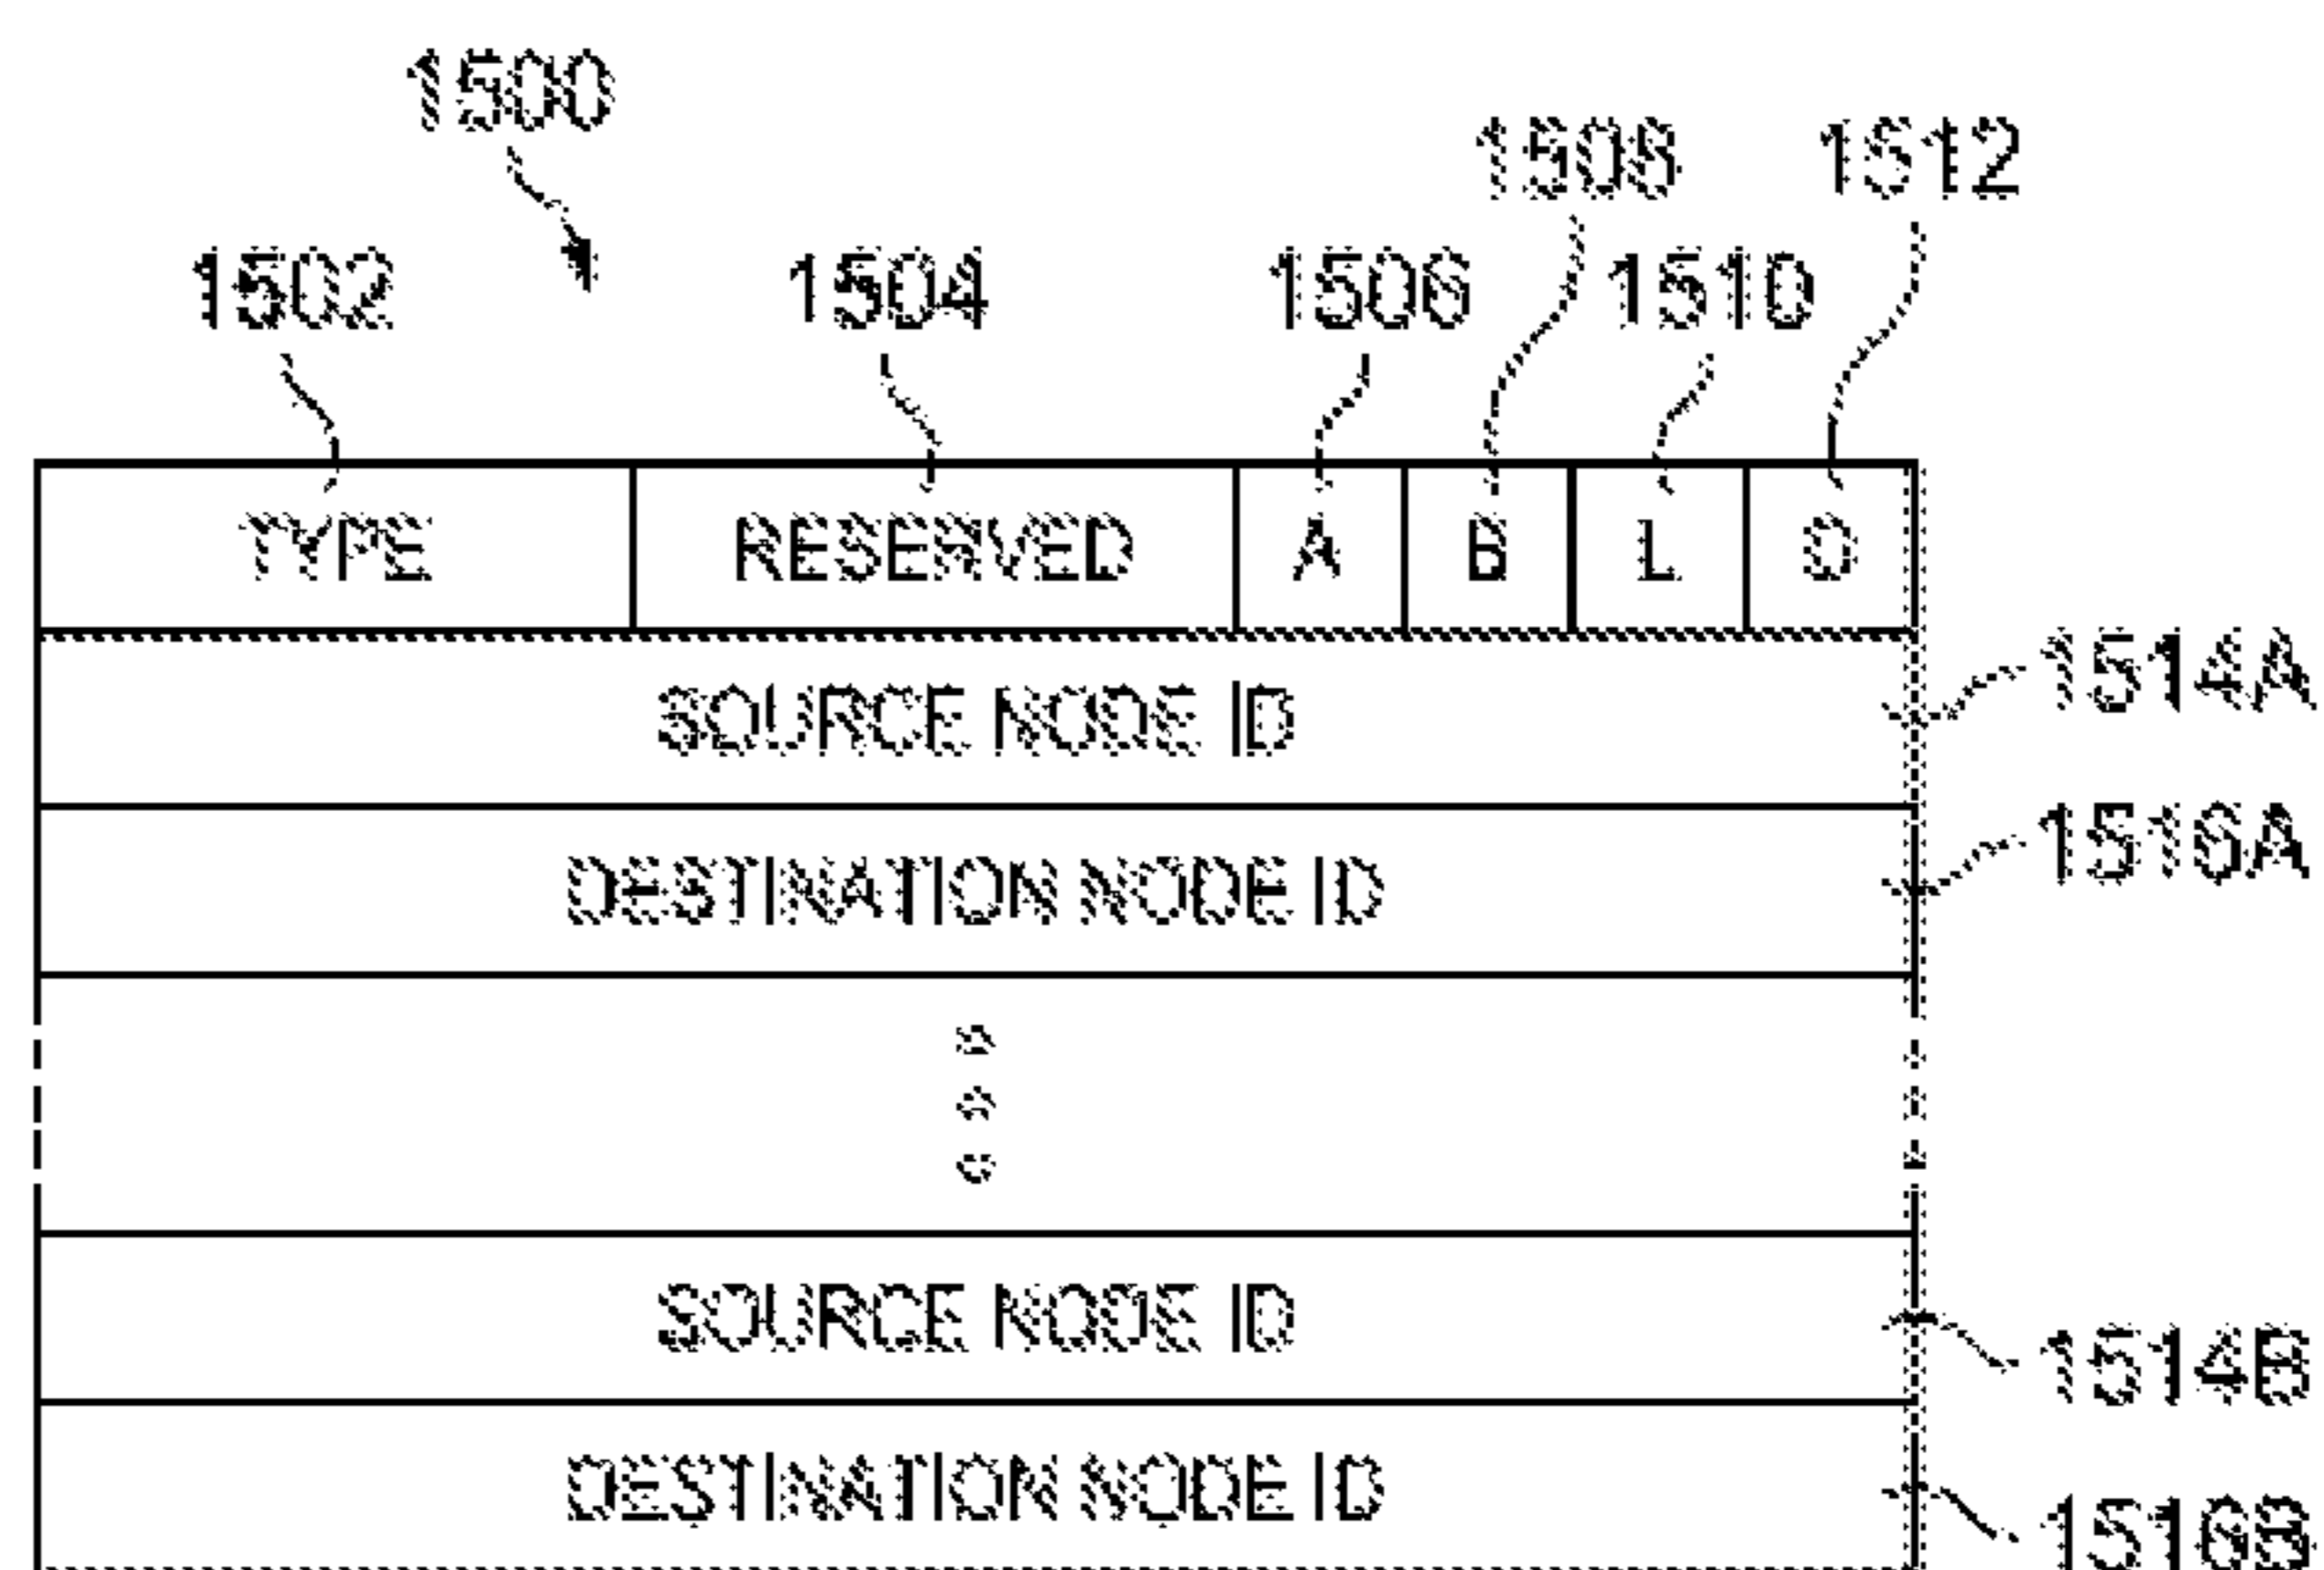 1500
1508 1512
1502 1504 1506 1510
TYPE RESERVED A B L O
SOURCE NODE ID 1514A
DESTINATION NODE ID 1516A
SOURCE NODE ID 1514B
DESTINATION NODE ID 1516B